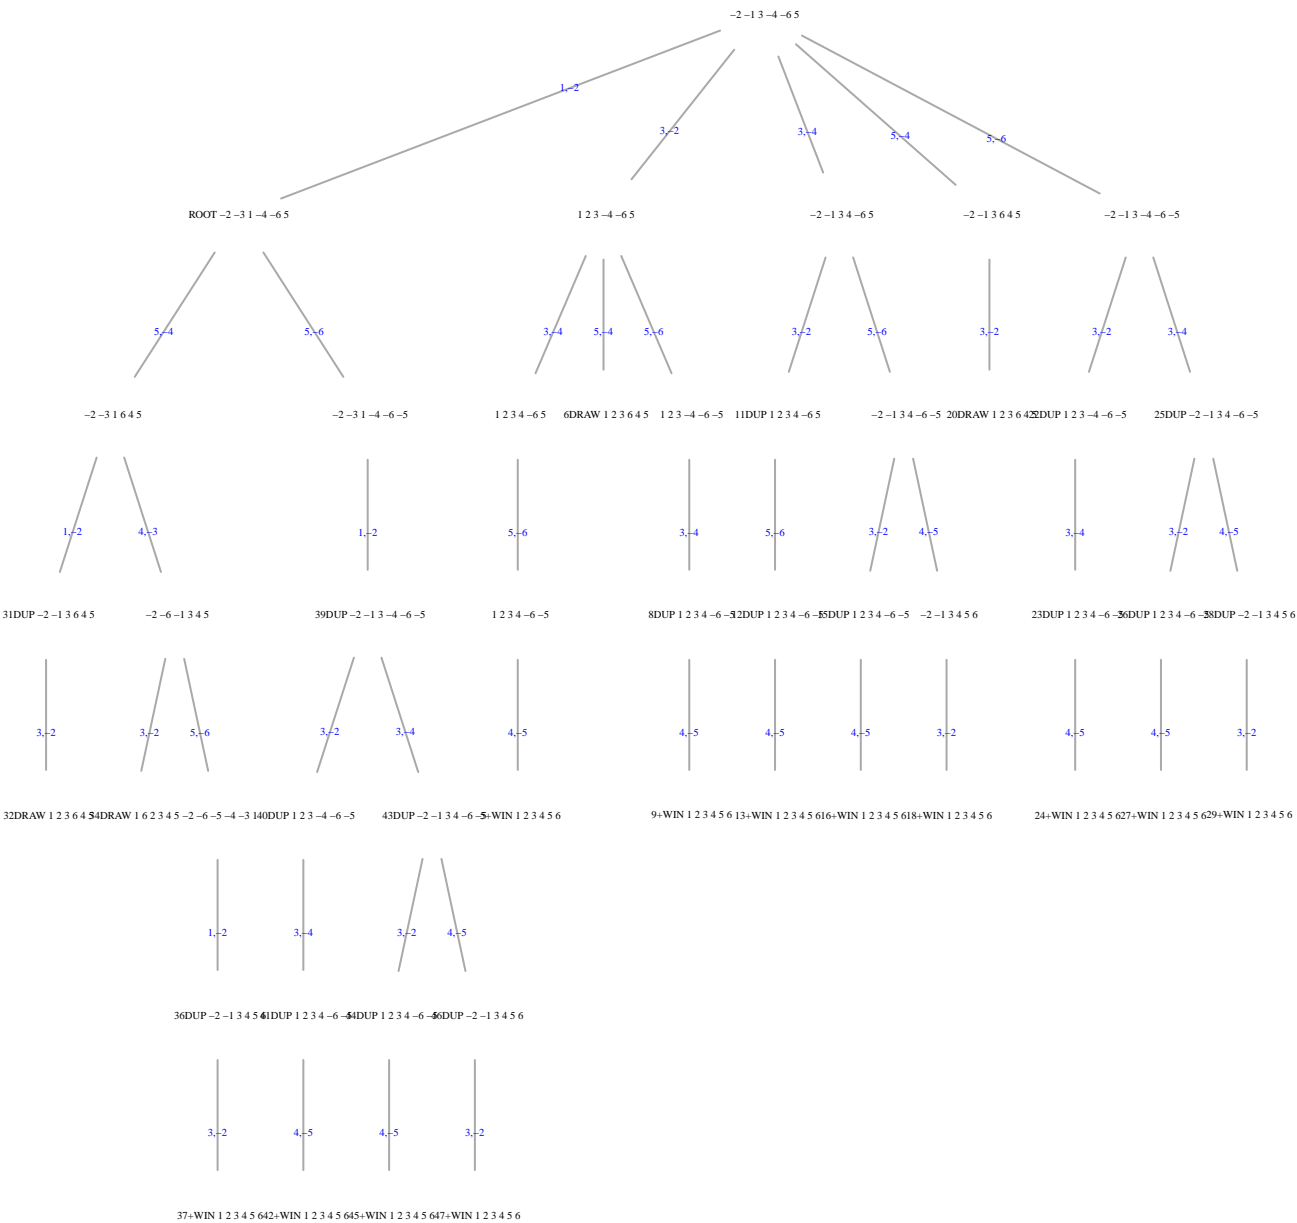 −2 −1 3 −4 −6 5
1,−2
3,−2 3,−4 5,−4 5,−6
ROOT −2 −3 1 −4 −6 5 1 2 3 −4 −6 5 −2 −1 3 4 −6 5 −2 −1 3 6 4 5 −2 −1 3 −4 −6 −5
5,−4 5,−6 3,−4 5,−4 5,−6 3,−2 5,−6 3,−2 3,−2 3,−4
−2 −3 1 6 4 5 −2 −3 1 −4 −6 −5 1 2 3 4 −6 5 6DRAW 1 2 3 6 4 5 1 2 3 −4 −6 −5 11DUP 1 2 3 4 −6 5 −2 −1 3 4 −6 −5 20DRAW 1 2 3 6 4 5 22DUP 1 2 3 −4 −6 −5 25DUP −2 −1 3 4 −6 −5
1,−2 4,−3 1,−2 5,−6 3,−4 5,−6 3,−2 4,−5 3,−4 3,−2 4,−5
31DUP −2 −1 3 6 4 5 −2 −6 −1 3 4 5 39DUP −2 −1 3 −4 −6 −5 1 2 3 4 −6 −5 8DUP 1 2 3 4 −6 −5 12DUP 1 2 3 4 −6 −5 15DUP 1 2 3 4 −6 −5 −2 −1 3 4 5 6 23DUP 1 2 3 4 −6 −5 26DUP 1 2 3 4 −6 −5 28DUP −2 −1 3 4 5 6
3,−2 3,−2 5,−6 3,−2 3,−4 4,−5 4,−5 4,−5 4,−5 3,−2 4,−5 4,−5 3,−2
32DRAW 1 2 3 6 4 5 34DRAW 1 6 2 3 4 5 −2 −6 −5 −4 −3 1 40DUP 1 2 3 −4 −6 −5 43DUP −2 −1 3 4 −6 −5 5+WIN 1 2 3 4 5 6 9+WIN 1 2 3 4 5 6 13+WIN 1 2 3 4 5 6 16+WIN 1 2 3 4 5 6 18+WIN 1 2 3 4 5 6 24+WIN 1 2 3 4 5 6 27+WIN 1 2 3 4 5 6 29+WIN 1 2 3 4 5 6
1,−2 3,−4 3,−2 4,−5
36DUP −2 −1 3 4 5 6 41DUP 1 2 3 4 −6 −5 44DUP 1 2 3 4 −6 −5 46DUP −2 −1 3 4 5 6
3,−2 4,−5 4,−5 3,−2
37+WIN 1 2 3 4 5 6 42+WIN 1 2 3 4 5 6 45+WIN 1 2 3 4 5 6 47+WIN 1 2 3 4 5 6